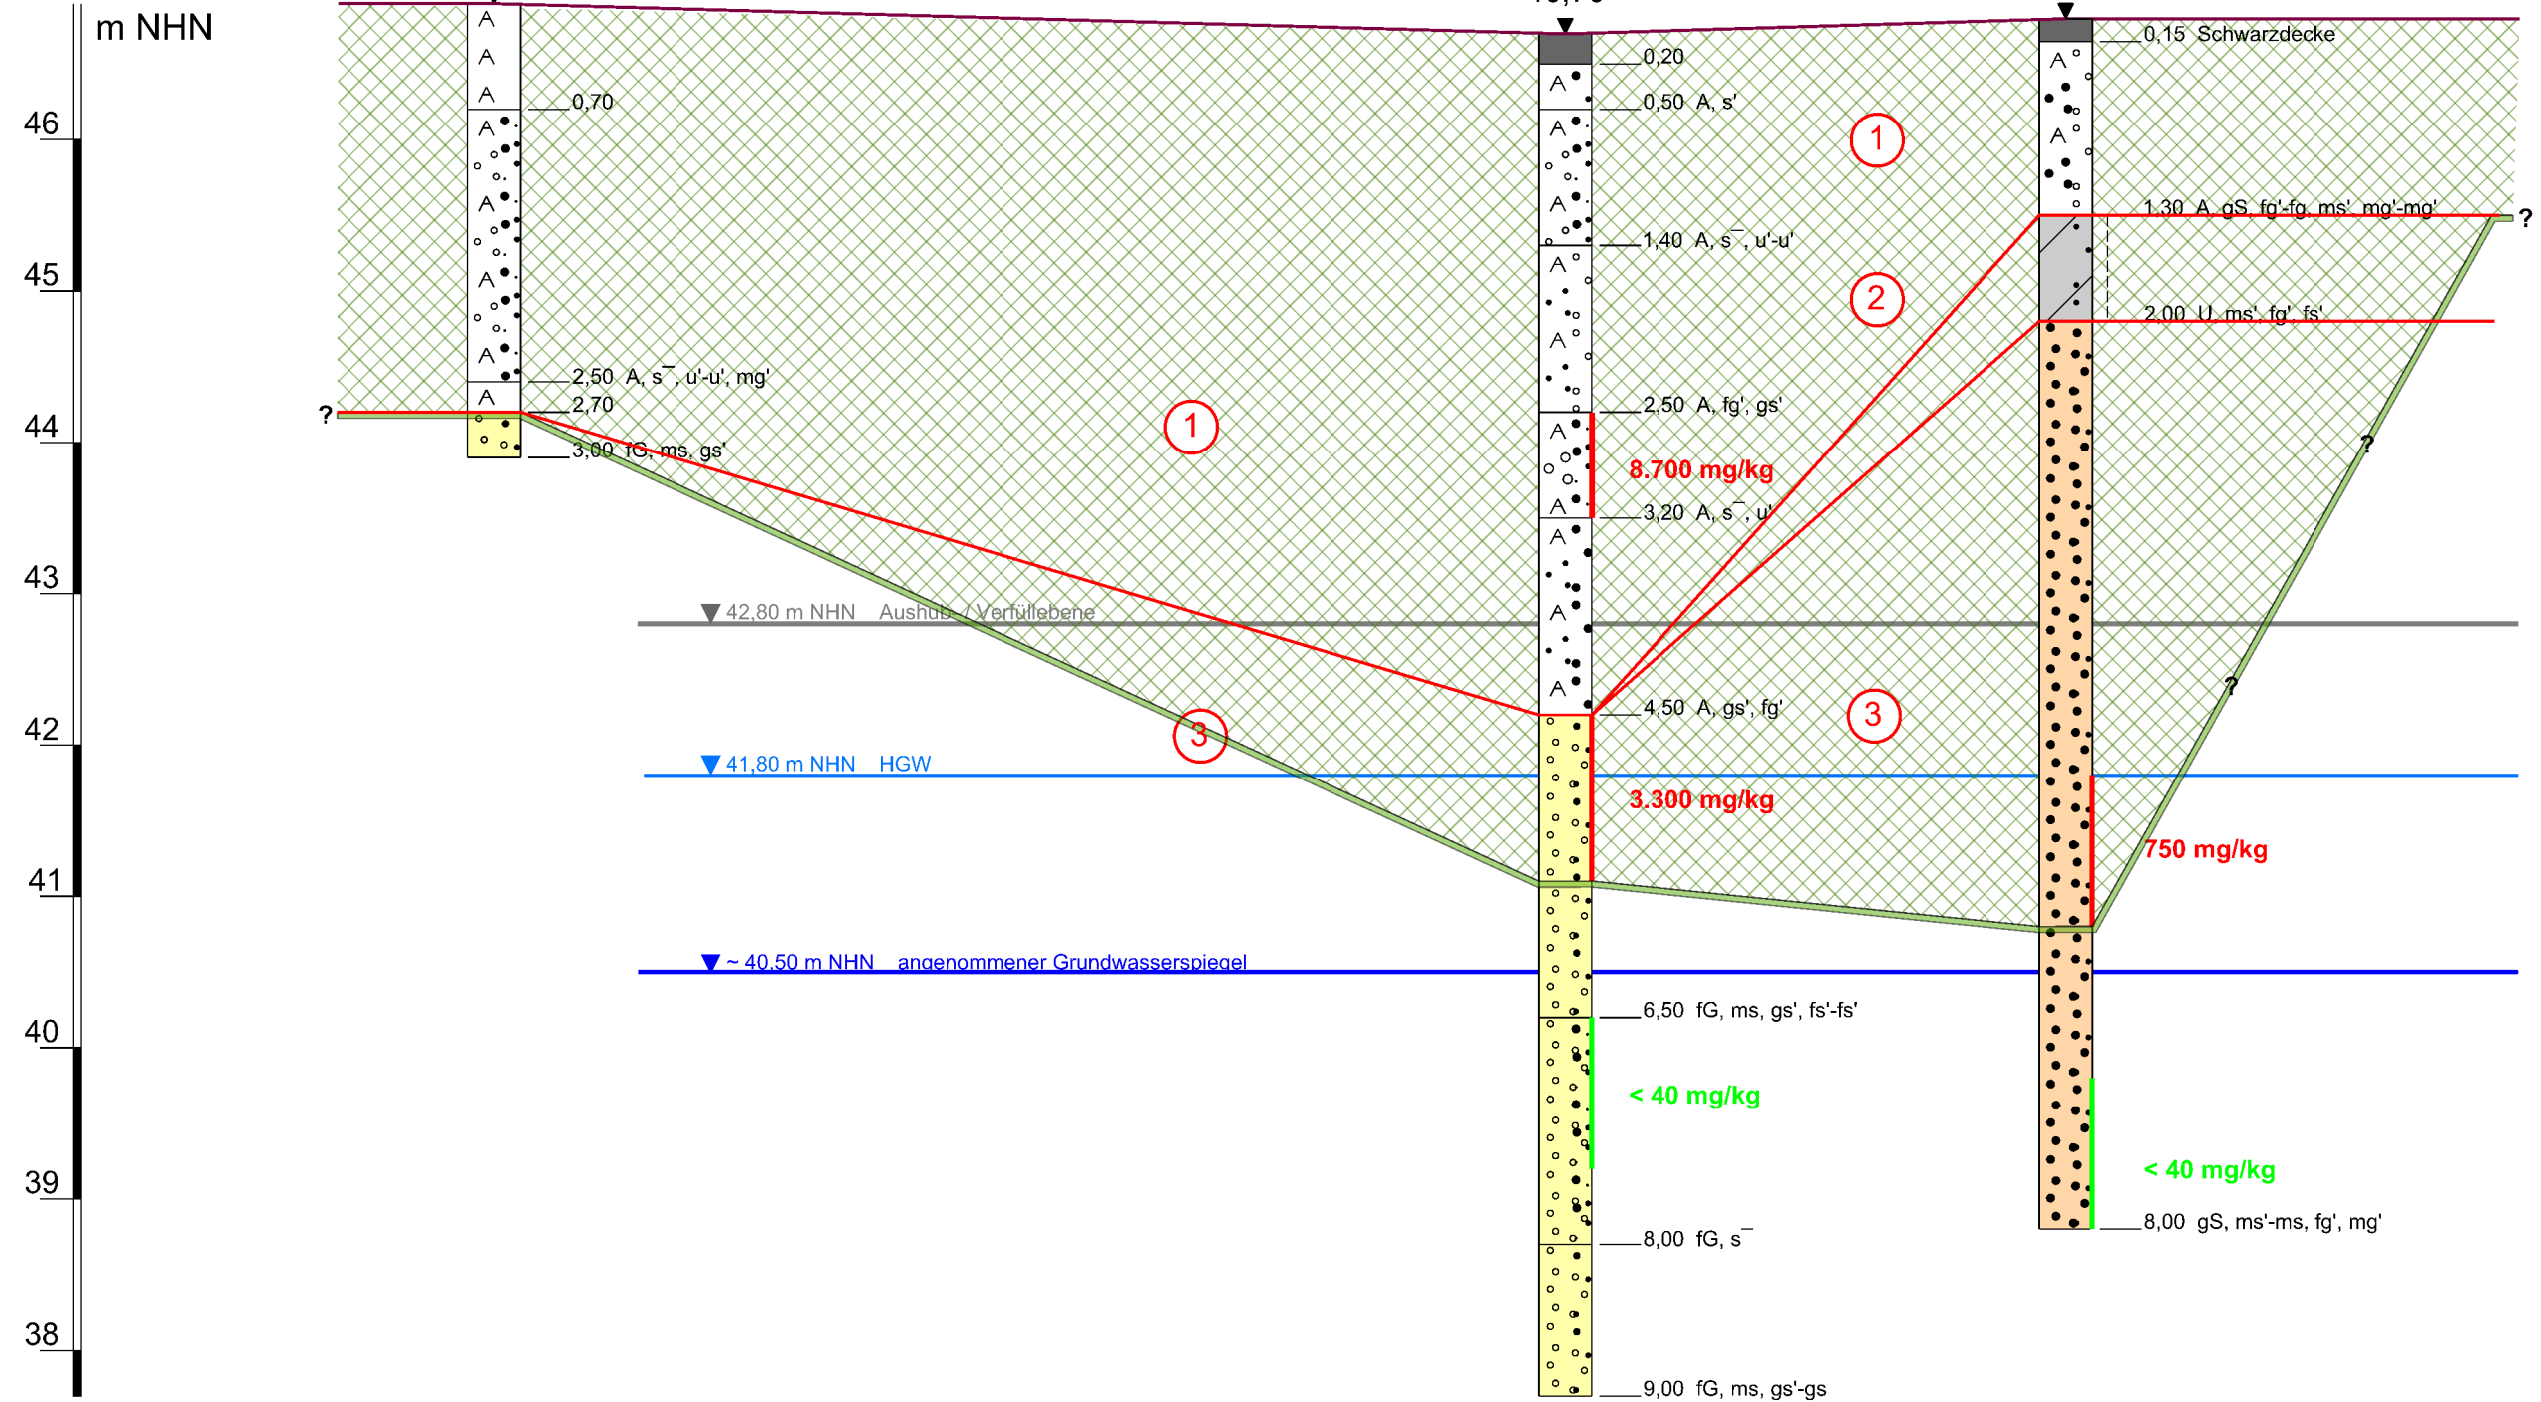 m NHN
46
45
44
43
42
41
40
39
38
A
A
A
0,70
A
A
A
A
2,50 A, s¯, u'-u', mg'
A
2,70
3,00 fG, ms, gs'
?
0,20
A
0,50 A, s'
A
A
1,40 A, s¯, u'-u'
A
A
2,50 A, fg', gs'
A
8.700 mg/kg
A
3,20 A, s¯, u'
A
A
A
4,50 A, gs', fg'
3.300 mg/kg
6,50 fG, ms, gs', fs'-fs'
< 40 mg/kg
8,00 fG, s¯
9,00 fG, ms, gs'-gs
0,15 Schwarzdecke
A
A
1,30 A, gS, fg'-fg, ms', mg'-mg'
?
2,00 U, ms', fg', fs'
?
?
750 mg/kg
< 40 mg/kg
8,00 gS, ms'-ms, fg', mg'
1
2
1
3
3
42,80 m NHN Aushub- / Verfüllebene
41,80 m NHN HGW
~ 40,50 m NHN angenommener Grundwasserspiegel